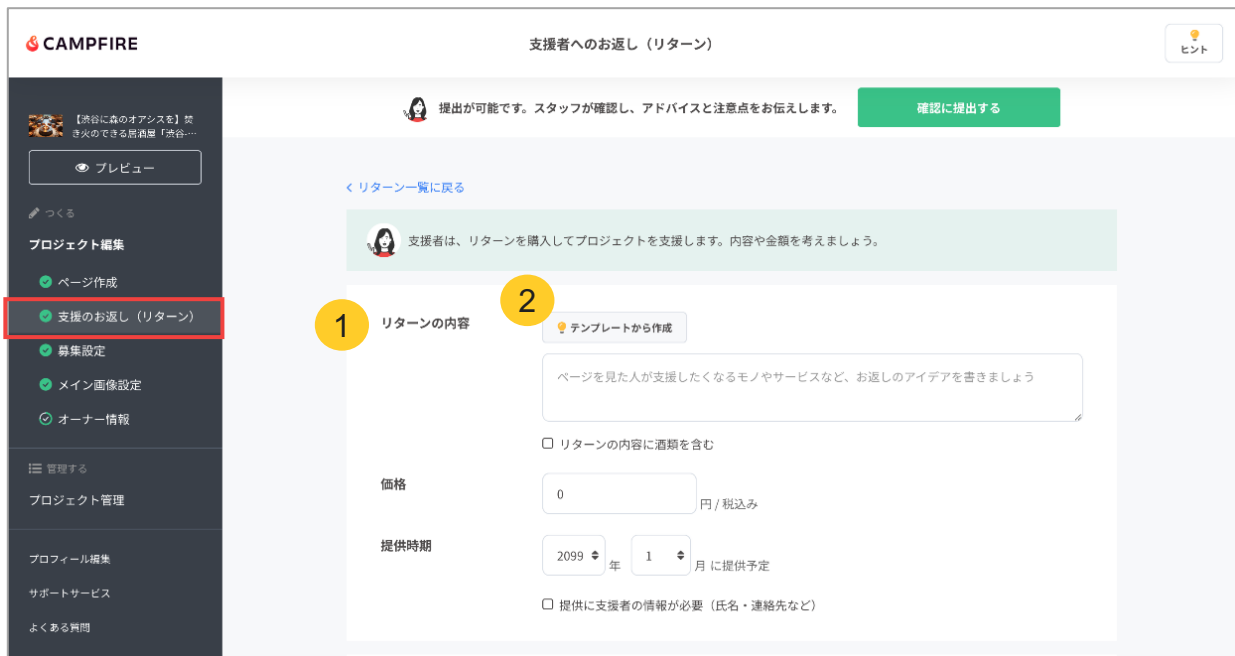 CAMPFIRE
支援者へのお返し（リターン）
ヒント
【渋谷に森のオアシスを】焚
き火のできる居酒屋「渋谷…
提出が可能です。スタッフが確認し、アドバイスと注意点をお伝えします。
確認に提出する
プレビュー
つくる
プロジェクト編集
ページ作成
支援のお返し（リターン）
募集設定
メイン画像設定
オーナー情報
管理する
プロジェクト管理
プロフィール編集
サポートサービス
よくある質問
リターン一覧に戻る
支援者は、リターンを購入してプロジェクトを支援します。内容や金額を考えましょう。
1
リターンの内容
2
テンプレートから作成
ページを見た人が支援したくなるモノやサービスなど、お返しのアイデアを書きましょう
リターンの内容に酒類を含む
価格
0 円 / 税込み
提供時期
2099 年 1 月 に提供予定
提供に支援者の情報が必要（氏名・連絡先など）